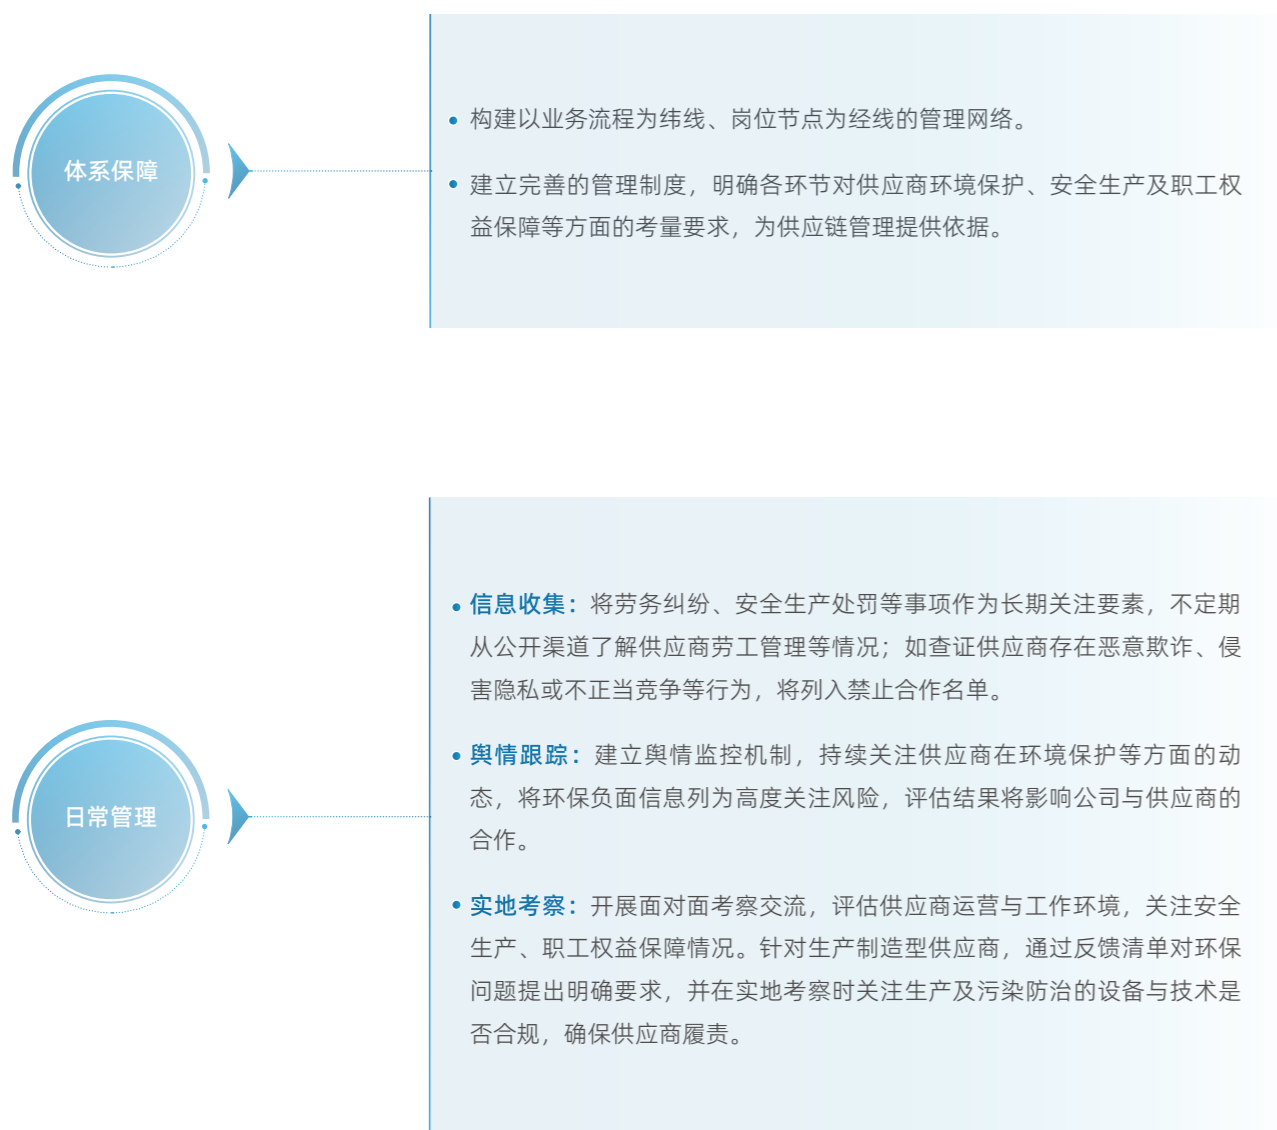 体系保障
• 构建以业务流程为纬线、岗位节点为经线的管理网络。
• 建立完善的管理制度，明确各环节对供应商环境保护、安全生产及职工权
益保障等方面的考量要求，为供应链管理提供依据。
日常管理
• 信息收集：将劳务纠纷、安全生产处罚等事项作为长期关注要素，不定期
从公开渠道了解供应商劳工管理等情况；如查证供应商存在恶意欺诈、侵
害隐私或不正当竞争等行为，将列入禁止合作名单。
• 舆情跟踪：建立舆情监控机制，持续关注供应商在环境保护等方面的动
态，将环保负面信息列为高度关注风险，评估结果将影响公司与供应商的
合作。
• 实地考察：开展面对面考察交流，评估供应商运营与工作环境，关注安全
生产、职工权益保障情况。针对生产制造型供应商，通过反馈清单对环保
问题提出明确要求，并在实地考察时关注生产及污染防治的设备与技术是
否合规，确保供应商履责。